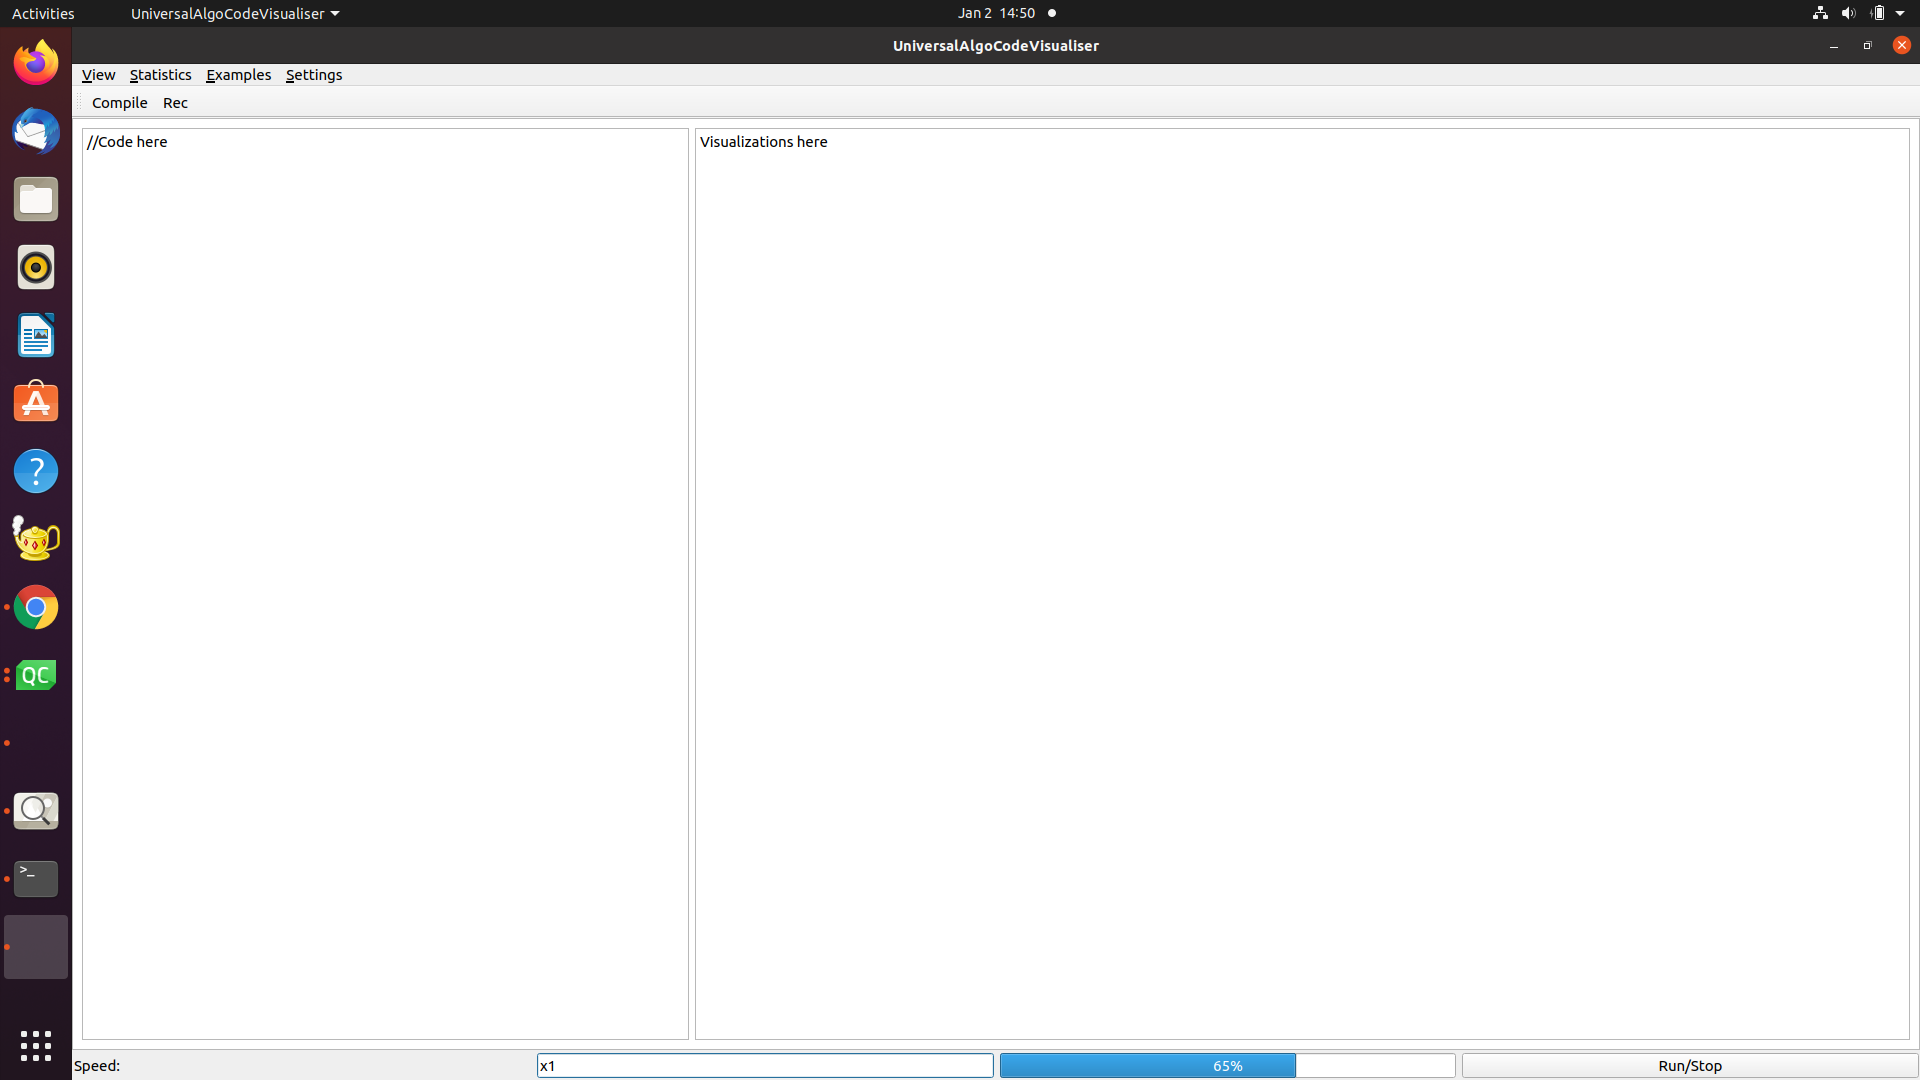 Activities
UniversalAlgoCodeVisualiser
Jan 2 14:50
UniversalAlgoCodeVisualiser
View Statistics Examples Settings
Compile Rec
//Code here
Visualizations here
?
QC
>_
Speed:
x1
65%
Run/Stop